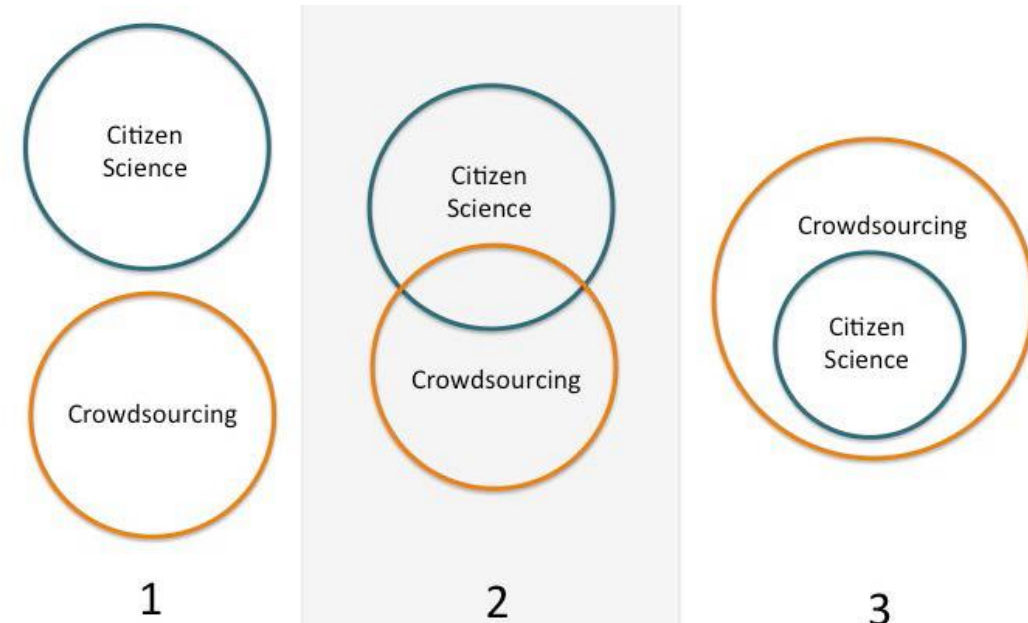 Citizen
Science
Crowdsourcing
1
Citizen
Science
Crowdsourcing
2
Crowdsourcing
Citizen
Science
3